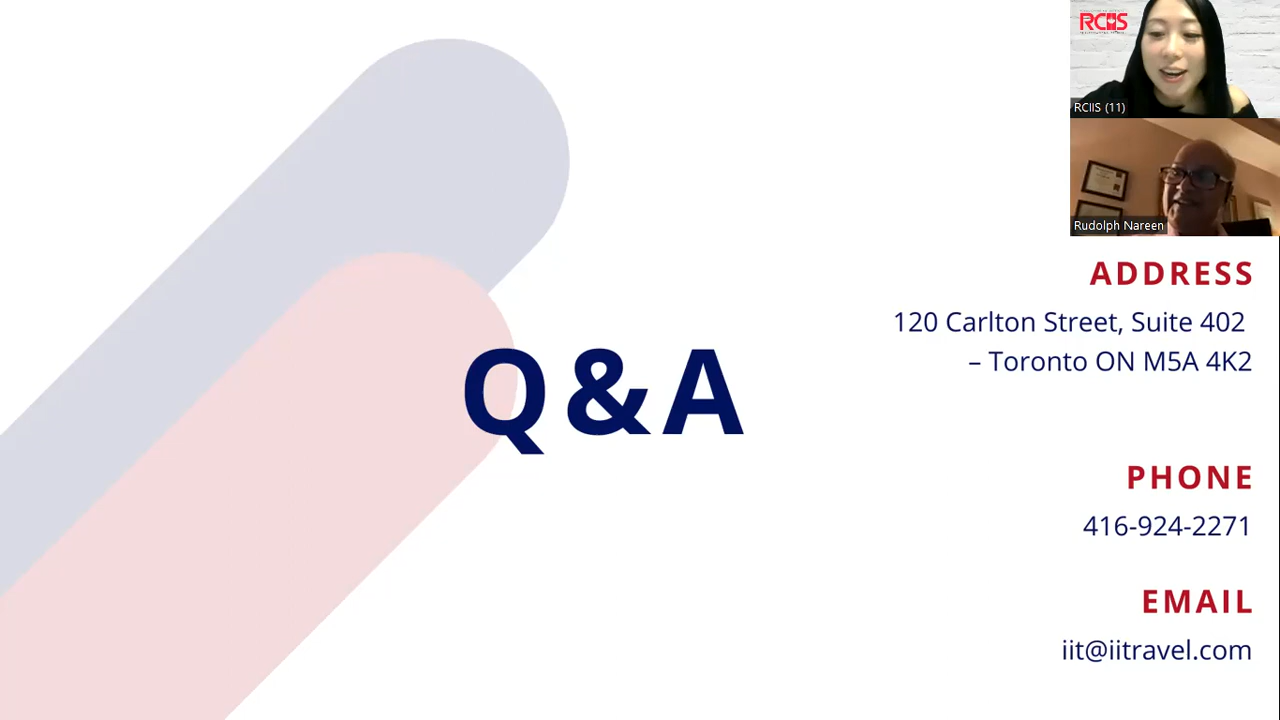 RCIIS
RCIIS (11)
Rudolph Nareen
ADDRESS
120 Carlton Street, Suite 402
– Toronto ON M5A 4K2
Q&A
PHONE
416-924-2271
EMAIL
iit@iitravel.com